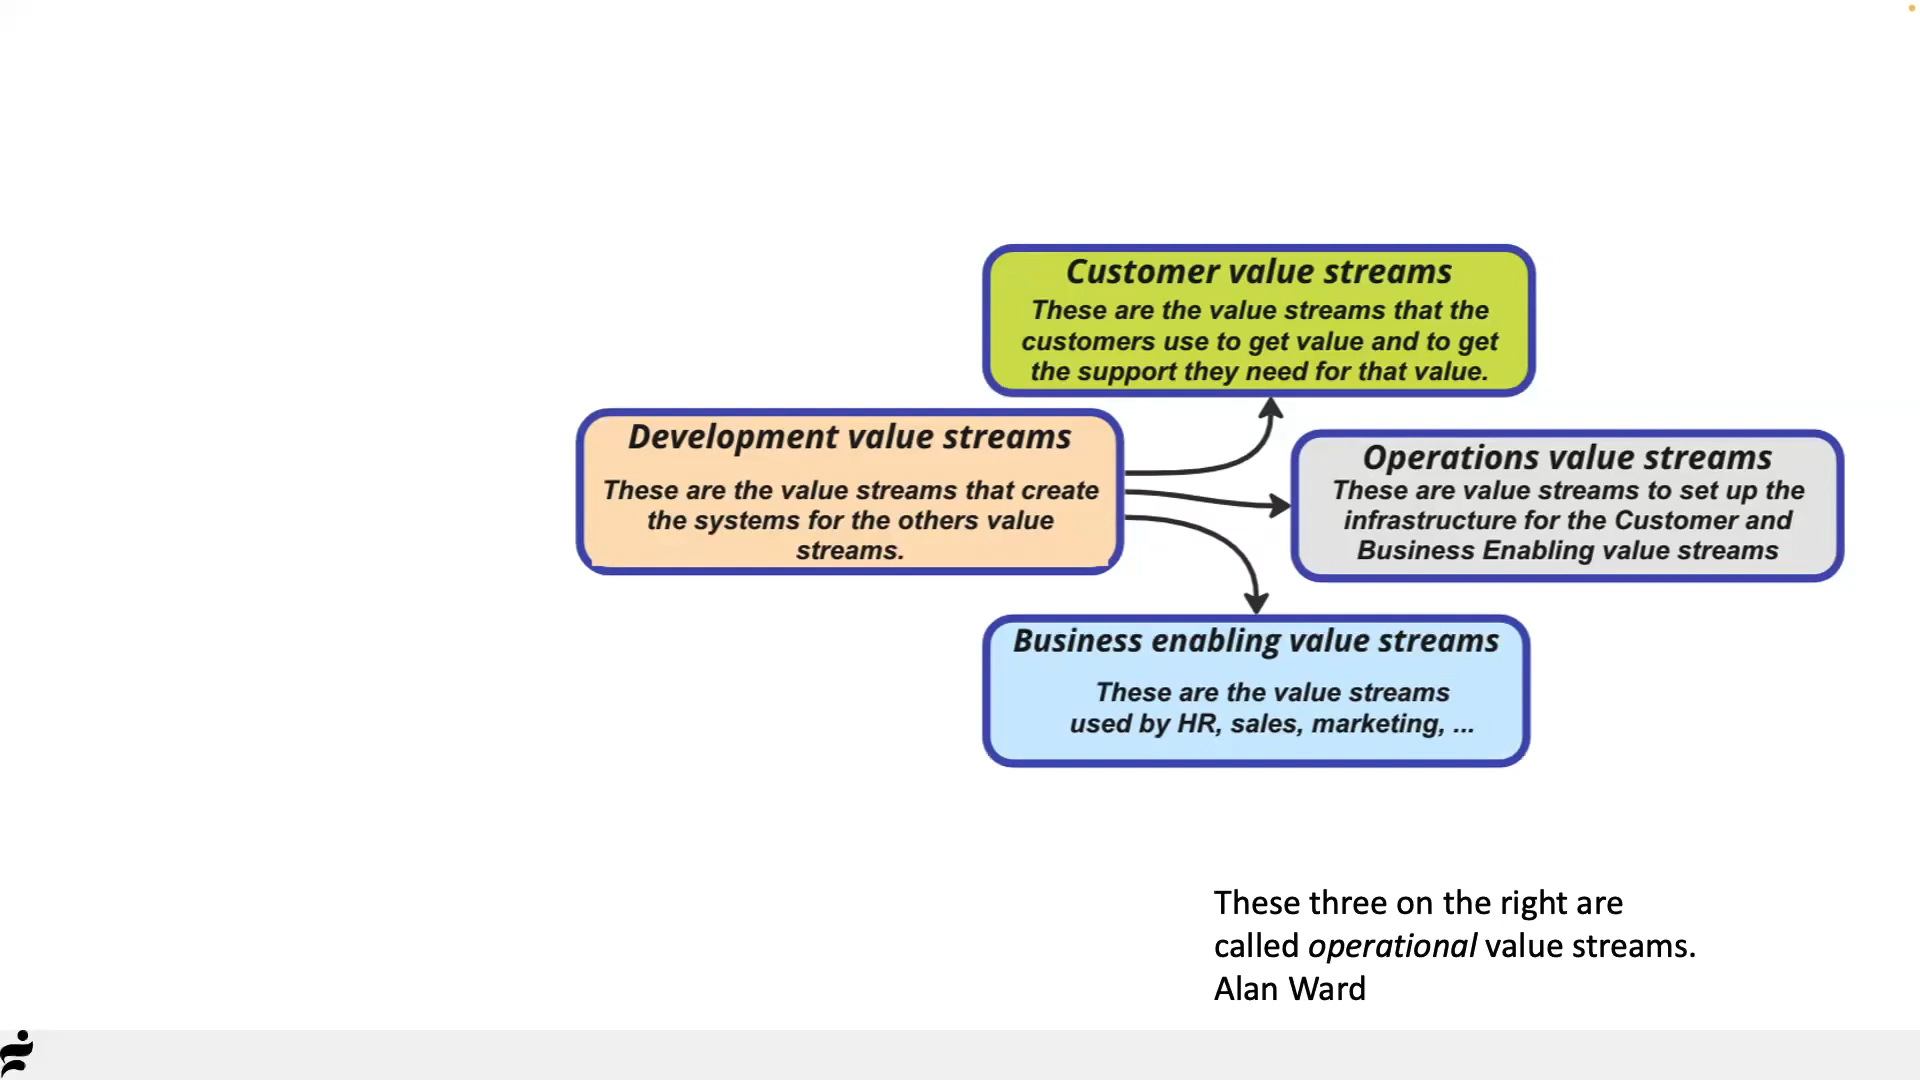 Customer value streams
These are the value streams that the
customers use to get value and to get
the support they need for that value.
Development value streams
These are the value streams that create
the systems for the others value
streams.
Operations value streams
These are value streams to set up the
infrastructure for the Customer and
Business Enabling value streams
Business enabling value streams
These are the value streams
used by HR, sales, marketing, ...
These three on the right are
called operational value streams.
Alan Ward